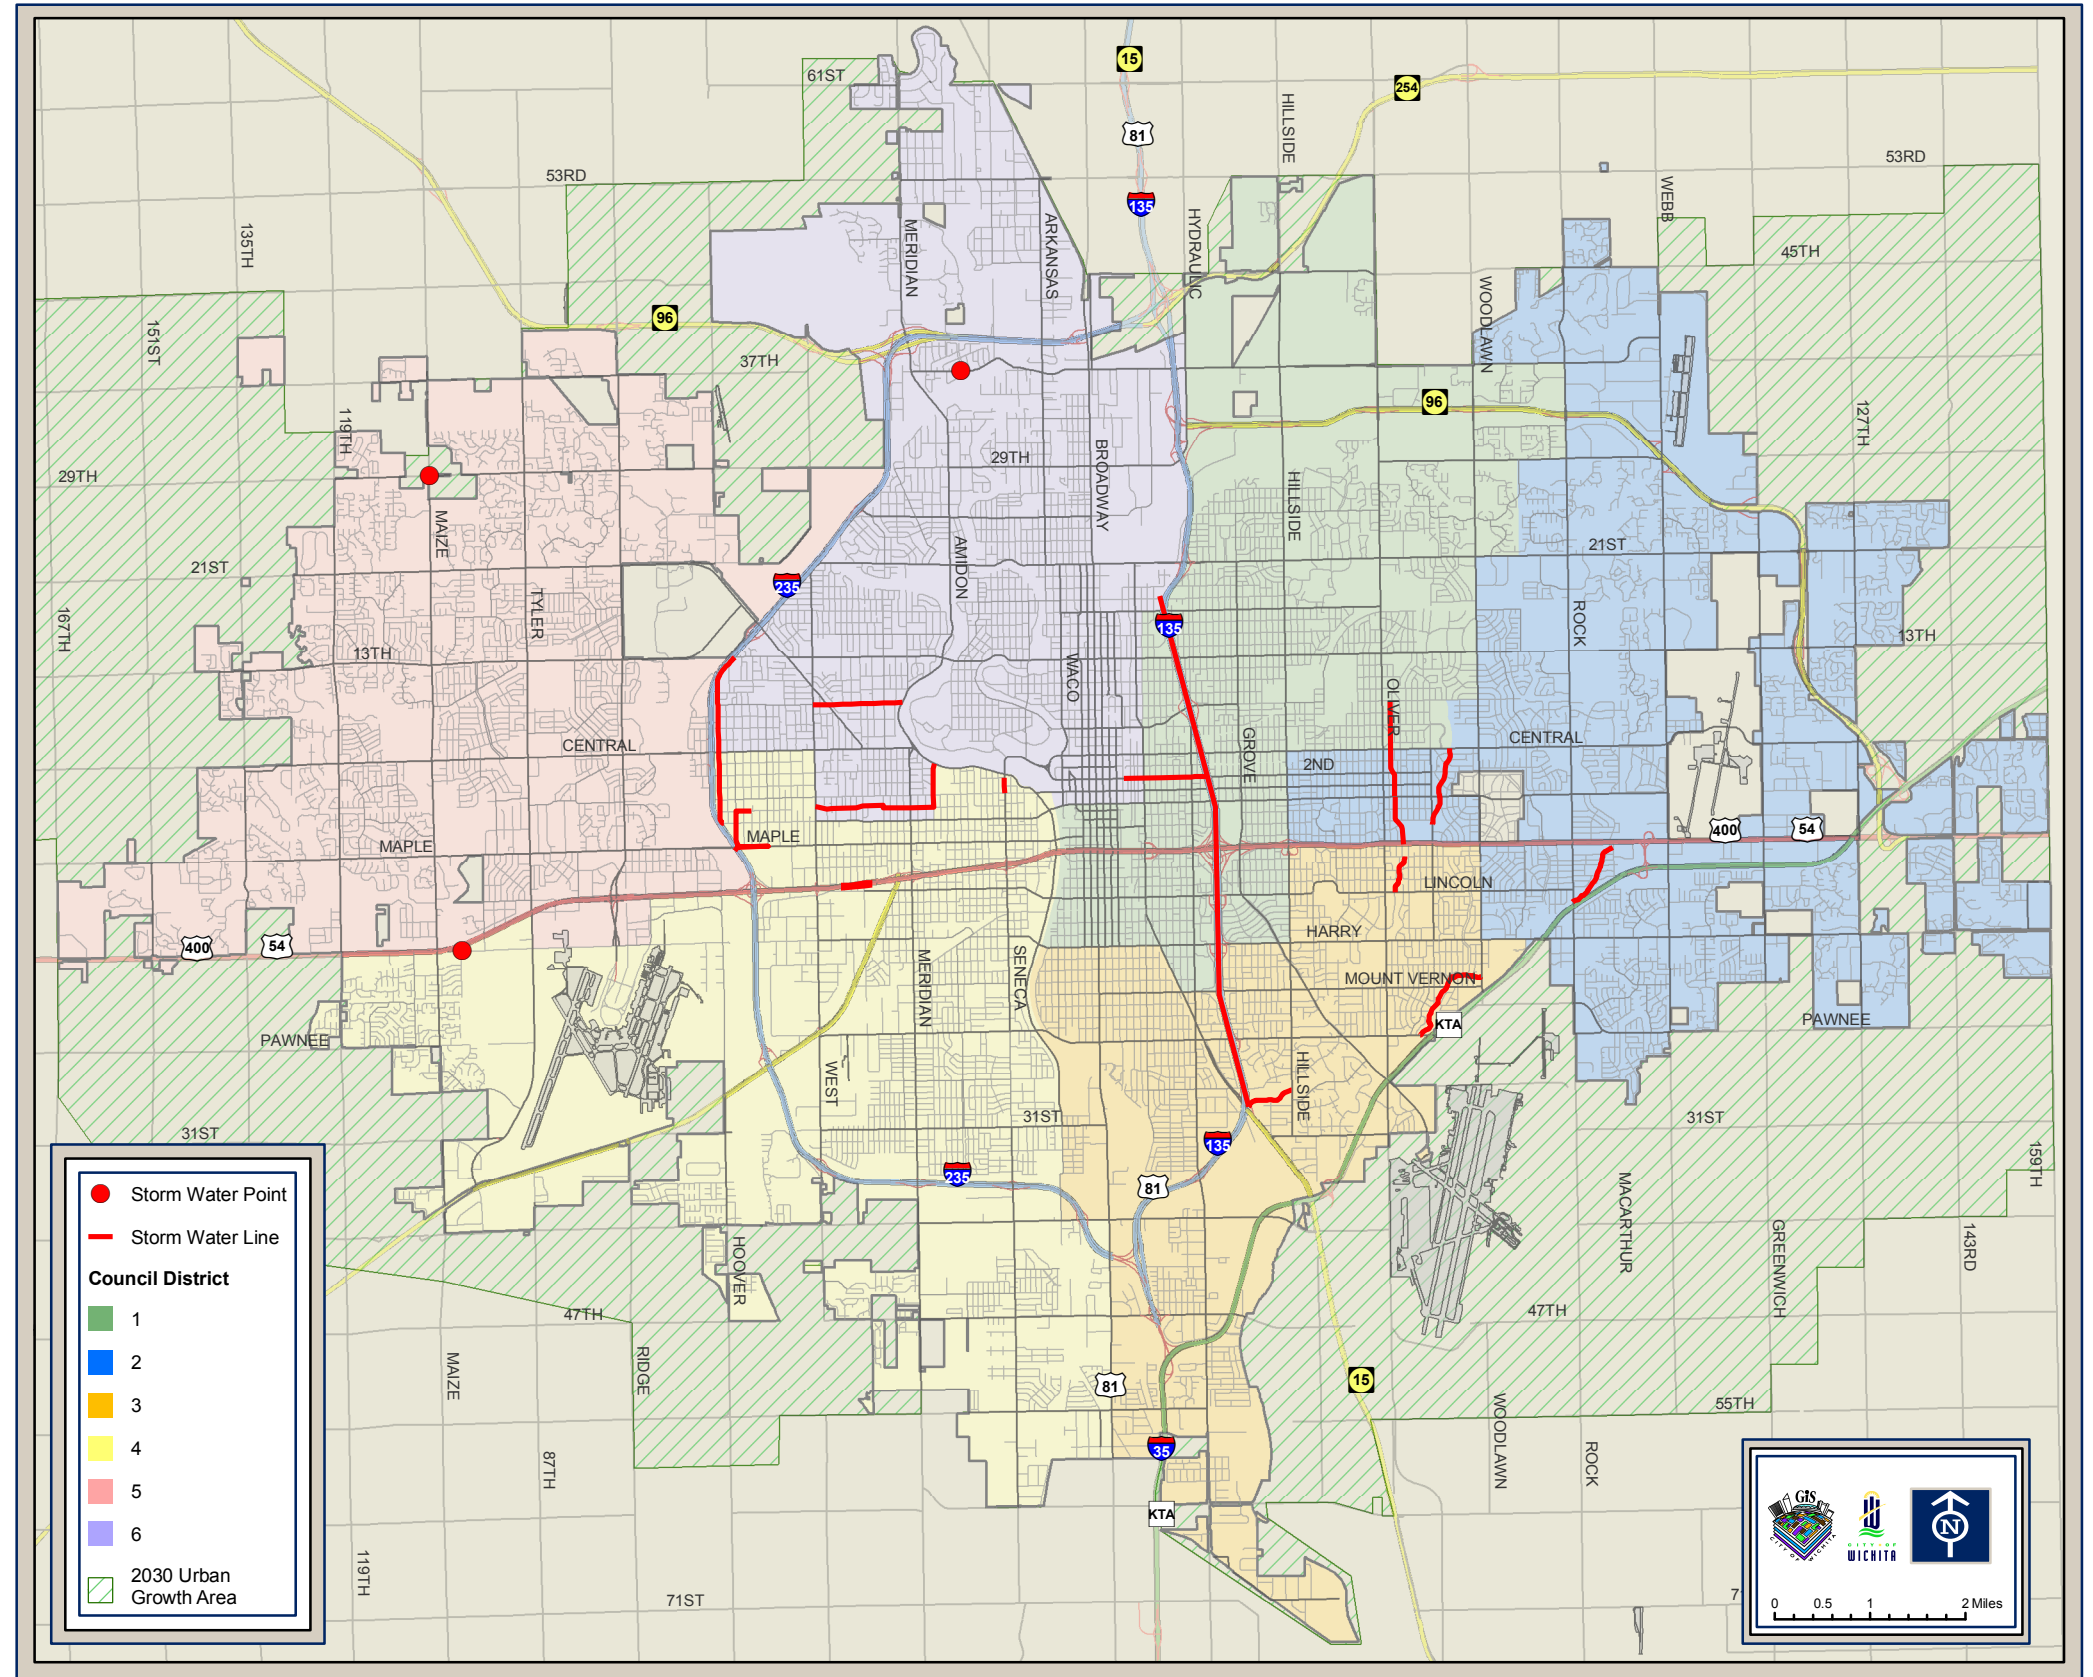 61ST
15
254
HILLSIDE
81
53RD
53RD
135
WEBB
135TH
MERIDIAN
ARKANSAS
HYDRAULIC
45TH
WOODLAWN
151ST
96
37TH
96
119TH
127TH
BROADWAY
29TH
29TH
HILLSIDE
MAIZE
21ST
AMIDON
21ST
235
TYLER
167TH
135
ROCK
13TH
13TH
WACO
OLIVER
CENTRAL
GROVE
CENTRAL
2ND
MAPLE
MAPLE
400
54
LINCOLN
HARRY
400
54
MERIDIAN
SENECA
MOUNT VERNON
PAWNEE
KTA
PAWNEE
WEST
HILLSIDE
31ST
31ST
31ST
135
235
81
159TH
MACARTHUR
GREENWICH
143RD
HOOVER
47TH
47TH
MAIZE
RIDGE
81
15
55TH
WOODLAWN
ROCK
87TH
35
KTA
119TH
71ST
Storm Water Point
Storm Water Line
Council District
1
2
3
4
5
6
2030 Urban
Growth Area
GIS
CITY OF WICHITA
CITY OF
WICHITA
N
0 0.5 1 2 Miles